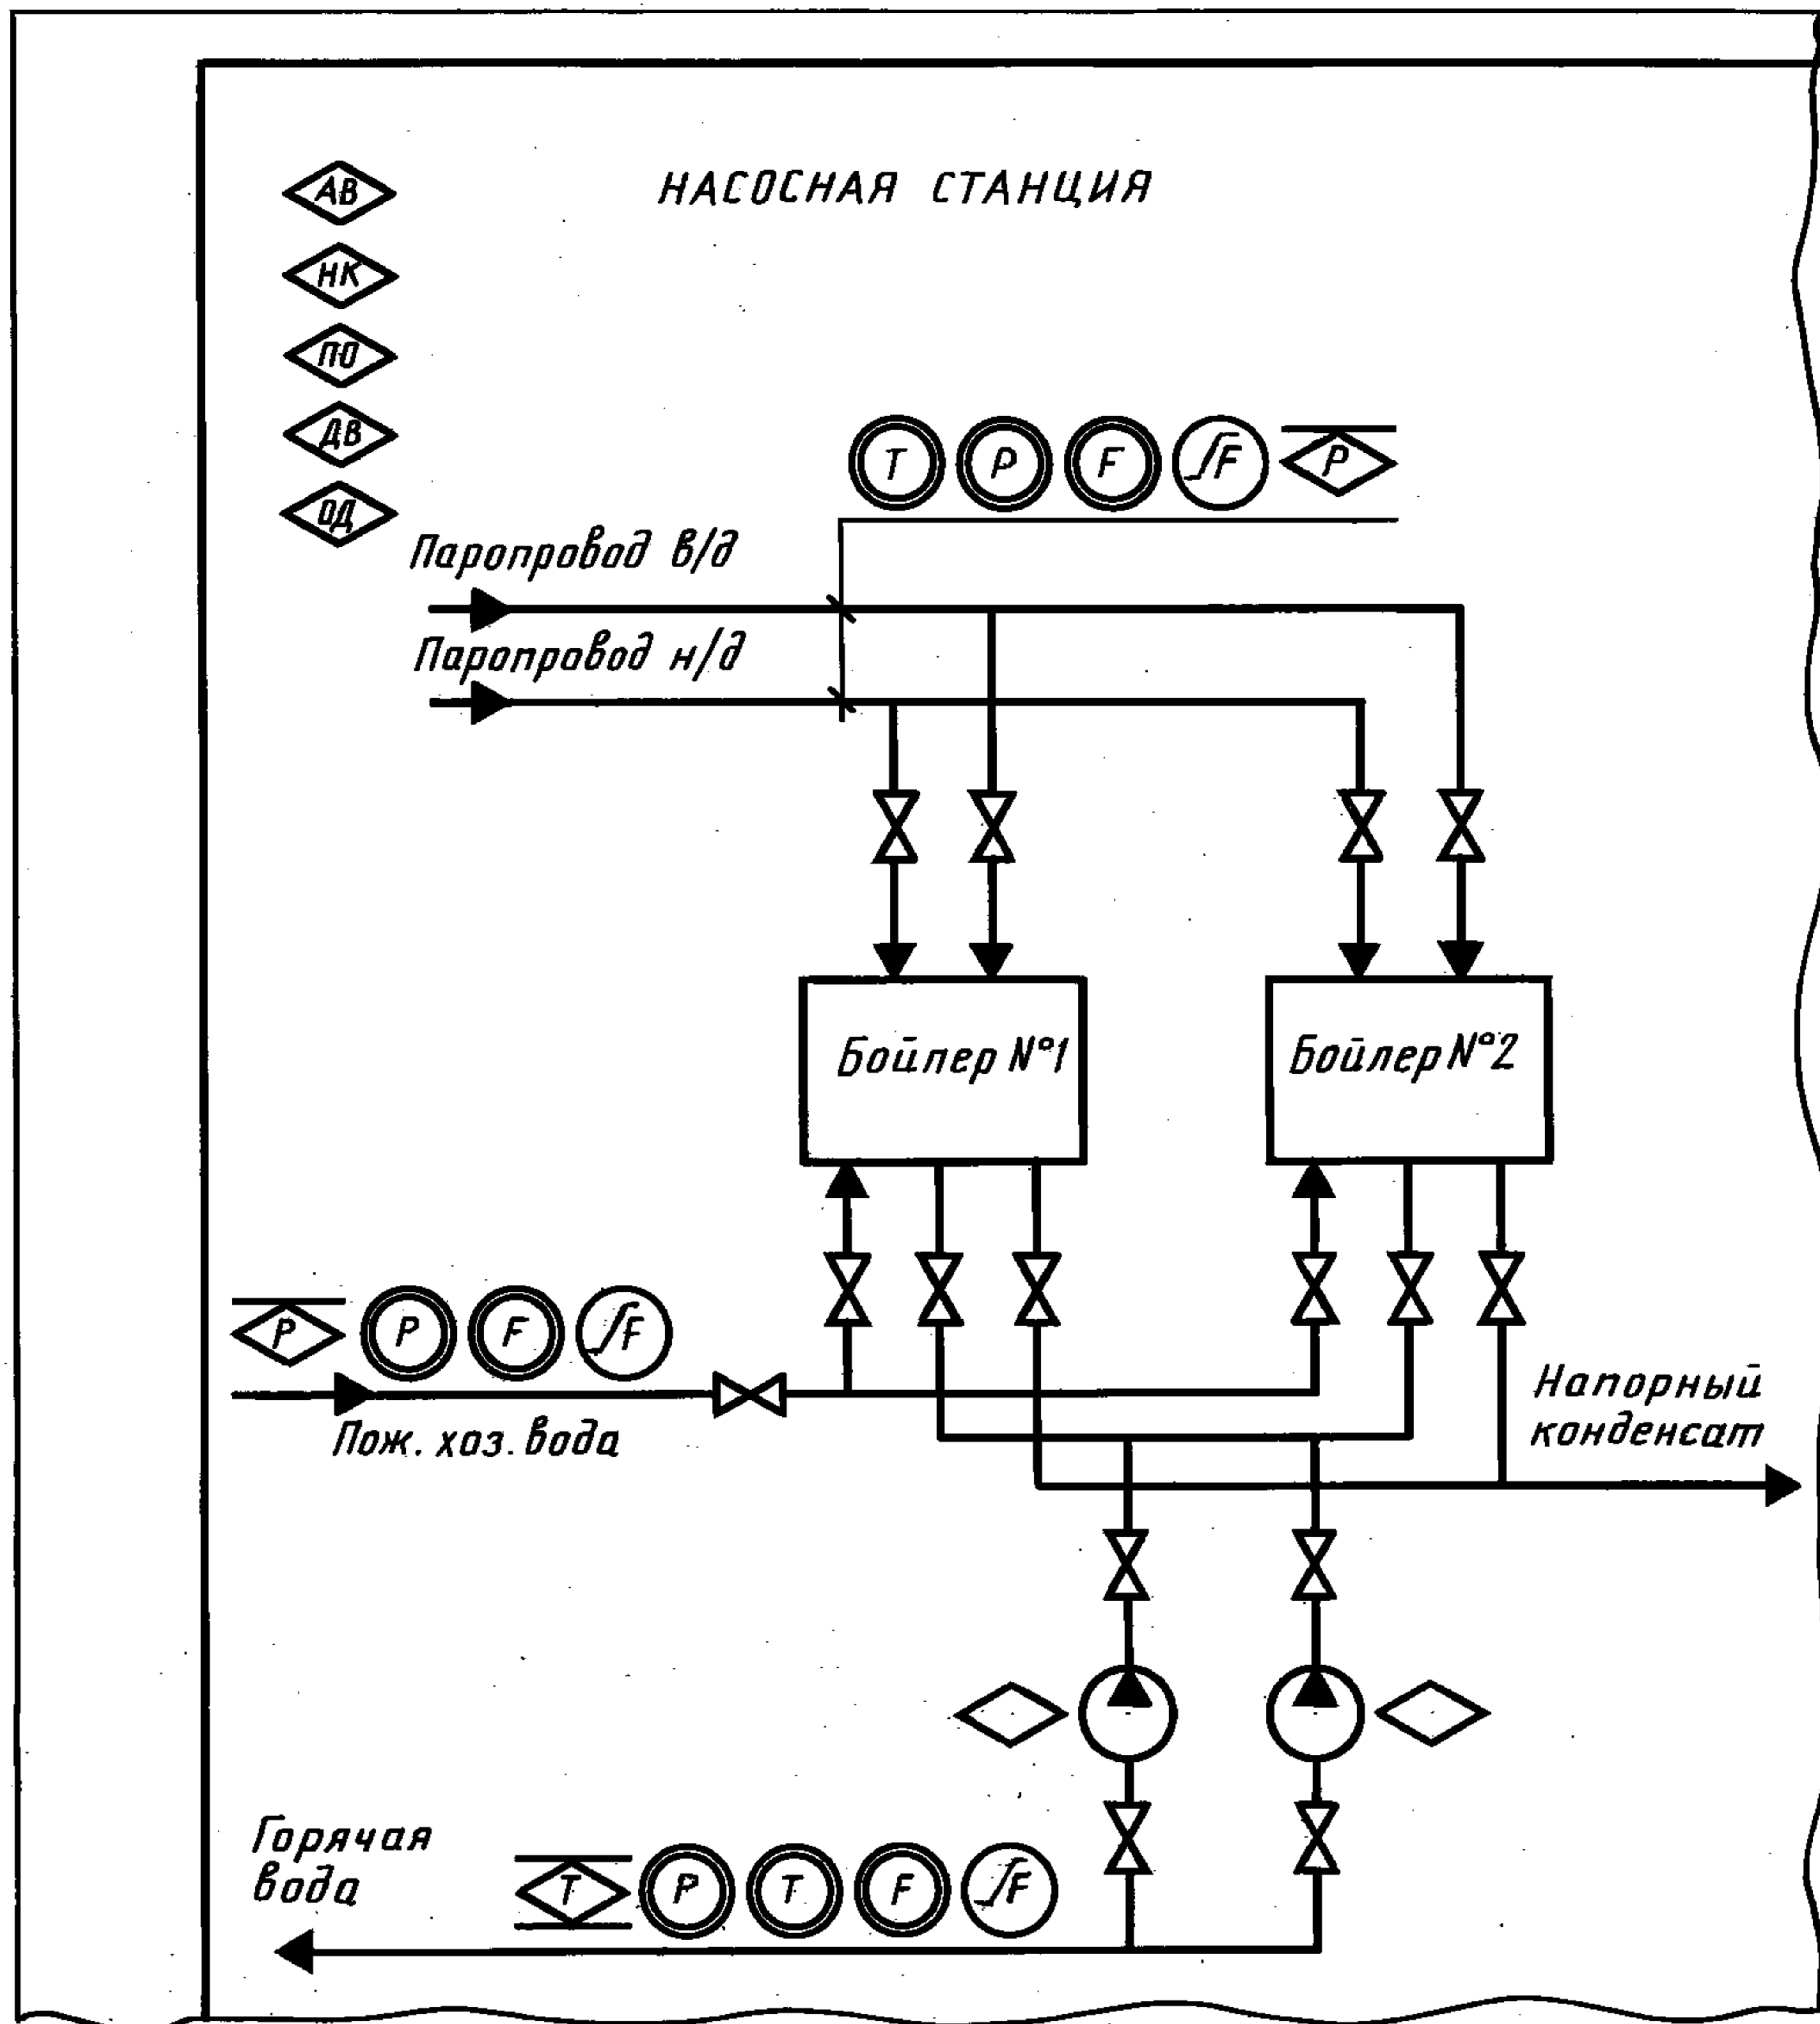 АВ
НАСОСНАЯ СТАНЦИЯ
НК
ПО
ДВ
ОД
T P F ∫F P
Паропровод в/д
Паропровод н/д
Бойлер №1
Бойлер №2
P P F ∫F
Пож. хоз. вода
Напорный
конденсат
Горячая
вода
T P T F ∫F